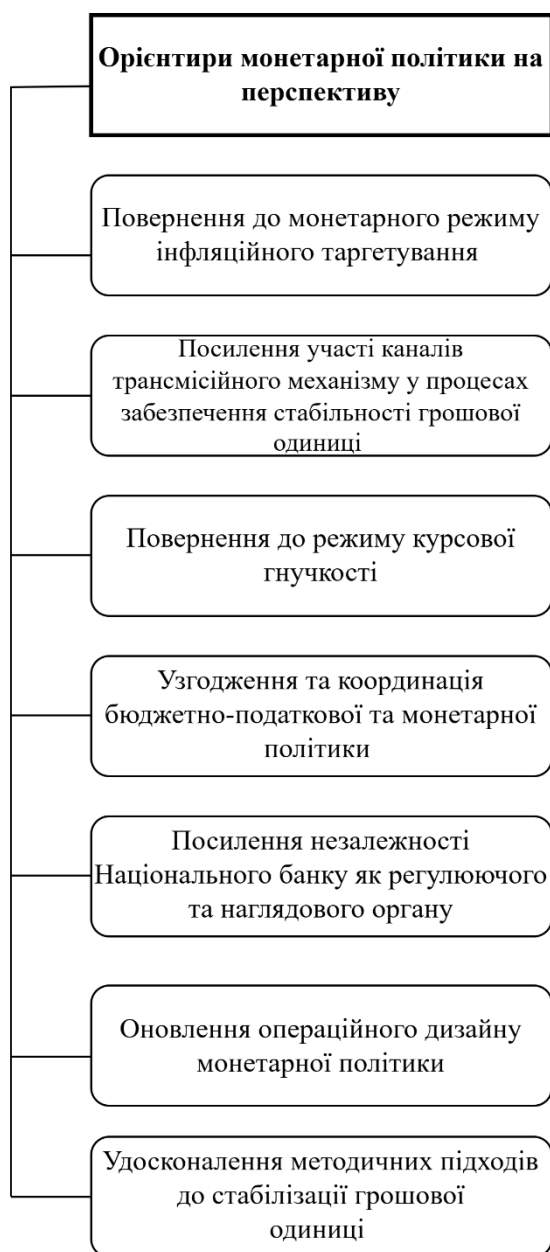 Орієнтири монетарної політики на
перспективу
Повернення до монетарного режиму
інфляційного таргетування
Посилення участі каналів
трансмісійного механізму у процесах
забезпечення стабільності грошової
одиниці
Повернення до режиму курсової
гнучкості
Узгодження та координація
бюджетно-податкової та монетарної
політики
Посилення незалежності
Національного банку як регулюючого
та наглядового органу
Оновлення операційного дизайну
монетарної політики
Удосконалення методичних підходів
до стабілізації грошової
одиниці